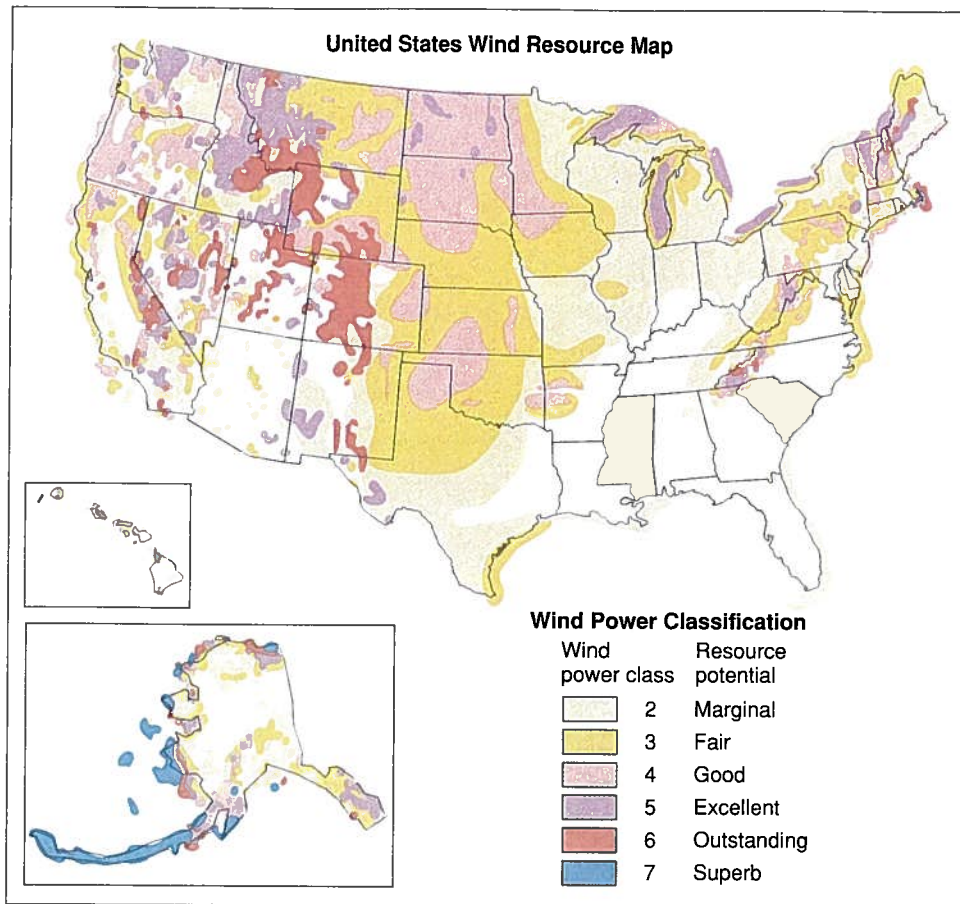 United States Wind Resource Map
Wind Power Classification
Wind power class
Resource potential
2 Marginal
3 Fair
4 Good
5 Excellent
6 Outstanding
7 Superb